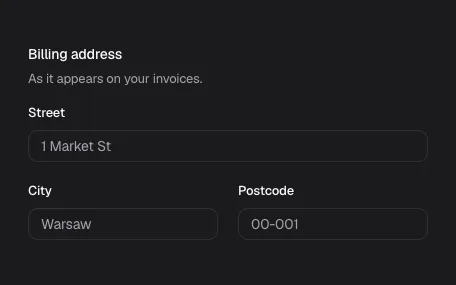 Billing address
As it appears on your invoices.
Street
1 Market St
City
Postcode
Warsaw
00-001